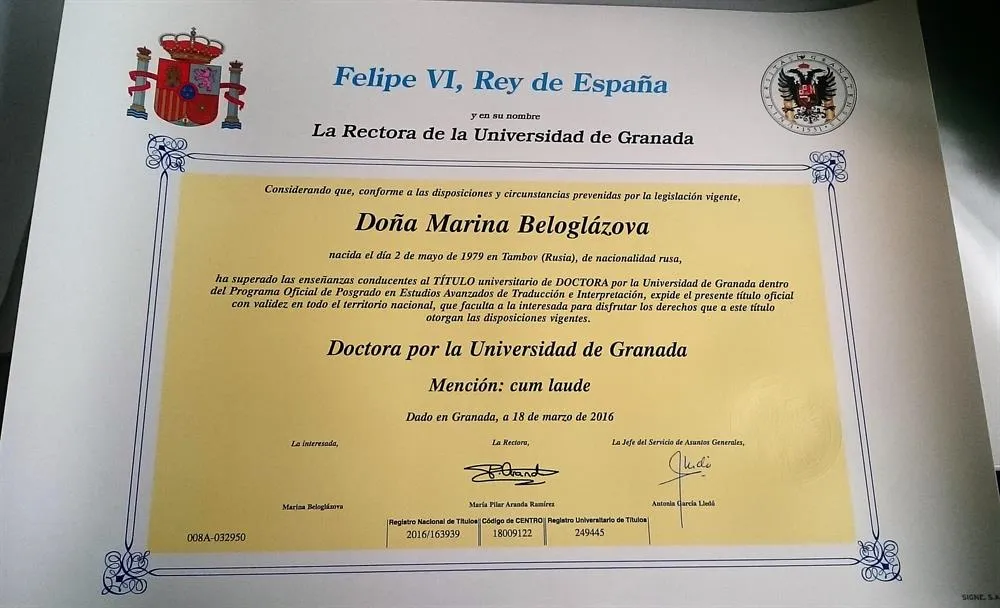 Felipe VI, Rey de España
y en su nombre
La Rectora de la Universidad de Granada
UNIVERSITAS GRANATENSIS 1531
Considerando que, conforme a las disposiciones y circunstancias prevenidas por la legislación vigente,
Doña Marina Beloglázova
nacida el día 2 de mayo de 1979 en Tambov (Rusia), de nacionalidad rusa,
ha superado las enseñanzas conducentes al TÍTULO universitario de DOCTORA por la Universidad de Granada dentro
del Programa Oficial de Posgrado en Estudios Avanzados de Traducción e Interpretación, expide el presente título oficial
con validez en todo el territorio nacional, que faculta a la interesada para disfrutar los derechos que a este título
otorgan las disposiciones vigentes.
Doctora por la Universidad de Granada
Mención: cum laude
Dado en Granada, a 18 de marzo de 2016
La interesada, La Rectora, La Jefe del Servicio de Asuntos Generales,
Marina Beloglázova María Pilar Aranda Ramírez Antonia García Lledó
Registro Nacional de Títulos Código de CENTRO Registro Universitario de Títulos
008A-032950 2016/163939 18009122 249445
SIGNE, S.A.